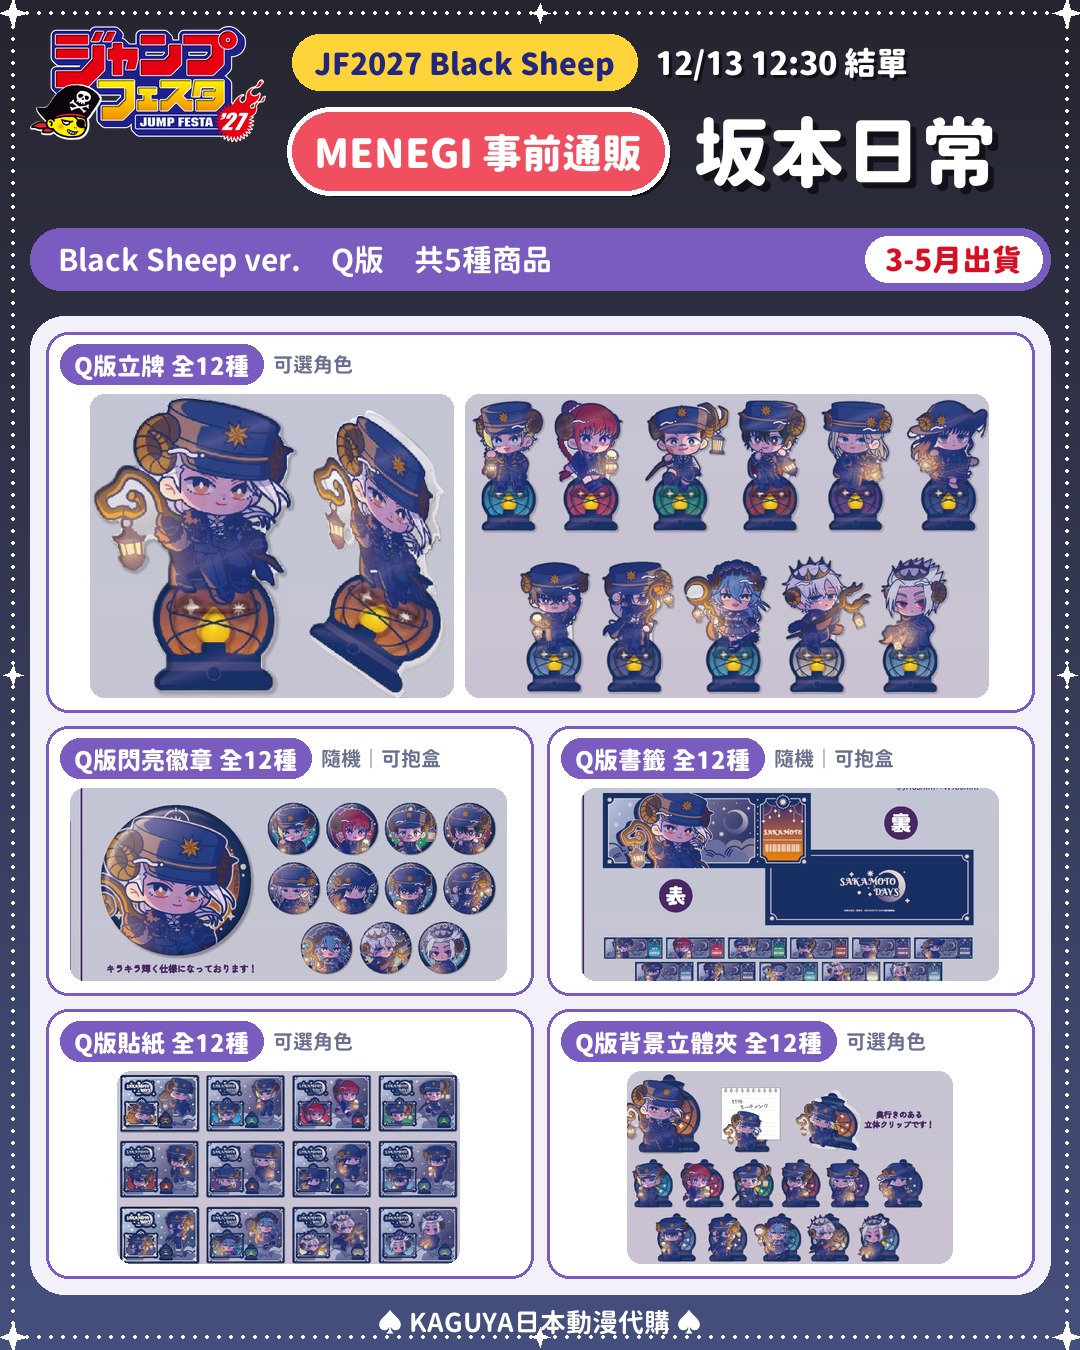 ジャンプ
フェスタ
JUMP FESTA '27
JF2027 Black Sheep
12/13 12:30 結單
MENEGI 事前通販
坂本日常
Black Sheep ver. Q版 共5種商品
3-5月出貨
Q版立牌 全12種
可選角色
Q版閃亮徽章 全12種
隨機｜可抱盒
キラキラ輝く仕様になっております！
Q版書籤 全12種
隨機｜可抱盒
SAKAMOTO
裏
表
SAKAMOTO
DAYS
Q版貼紙 全12種
可選角色
Q版背景立體夾 全12種
可選角色
奥行きのある
立体クリップです！
♠ KAGUYA日本動漫代購 ♠